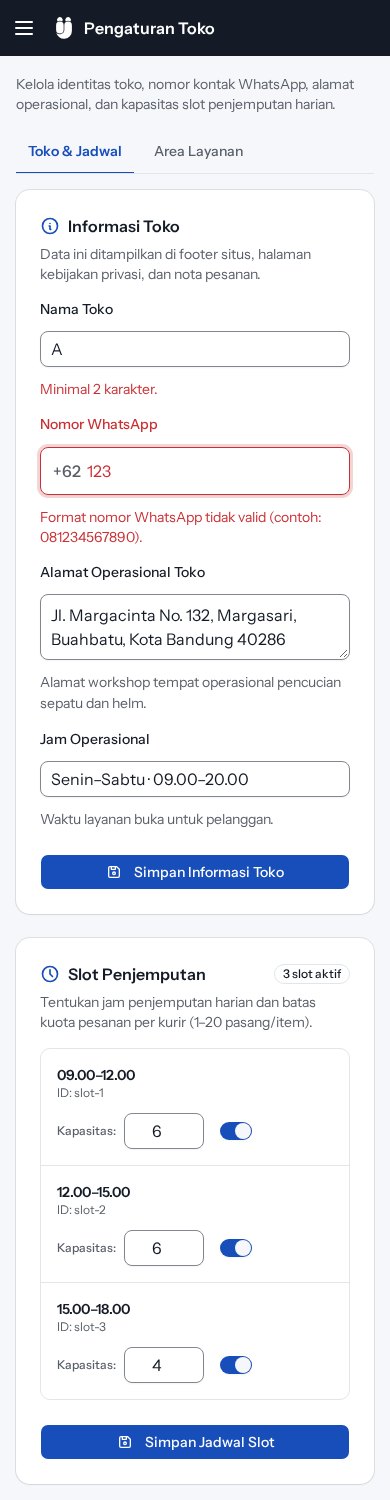 Pengaturan Toko
Kelola identitas toko, nomor kontak WhatsApp, alamat
operasional, dan kapasitas slot penjemputan harian.
Toko & Jadwal
Area Layanan
Informasi Toko
Data ini ditampilkan di footer situs, halaman
kebijakan privasi, dan nota pesanan.
Nama Toko
A
Minimal 2 karakter.
Nomor WhatsApp
+62 123
Format nomor WhatsApp tidak valid (contoh:
081234567890).
Alamat Operasional Toko
Jl. Margacinta No. 132, Margasari,
Buahbatu, Kota Bandung 40286
Alamat workshop tempat operasional pencucian
sepatu dan helm.
Jam Operasional
Senin–Sabtu · 09.00–20.00
Waktu layanan buka untuk pelanggan.
Simpan Informasi Toko
Slot Penjemputan
3 slot aktif
Tentukan jam penjemputan harian dan batas
kuota pesanan per kurir (1–20 pasang/item).
09.00–12.00
ID: slot-1
Kapasitas: 6
12.00–15.00
ID: slot-2
Kapasitas: 6
15.00–18.00
ID: slot-3
Kapasitas: 4
Simpan Jadwal Slot